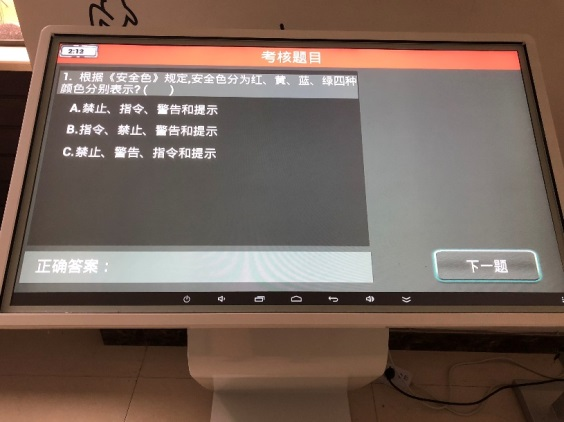 2:13
考核题目
1. 根据《安全色》规定,安全色分为红、黄、蓝、绿四种
颜色分别表示?( )
A.禁止、指令、警告和提示
B.指令、禁止、警告和提示
C.禁止、警告、指令和提示
正确答案：
下一题